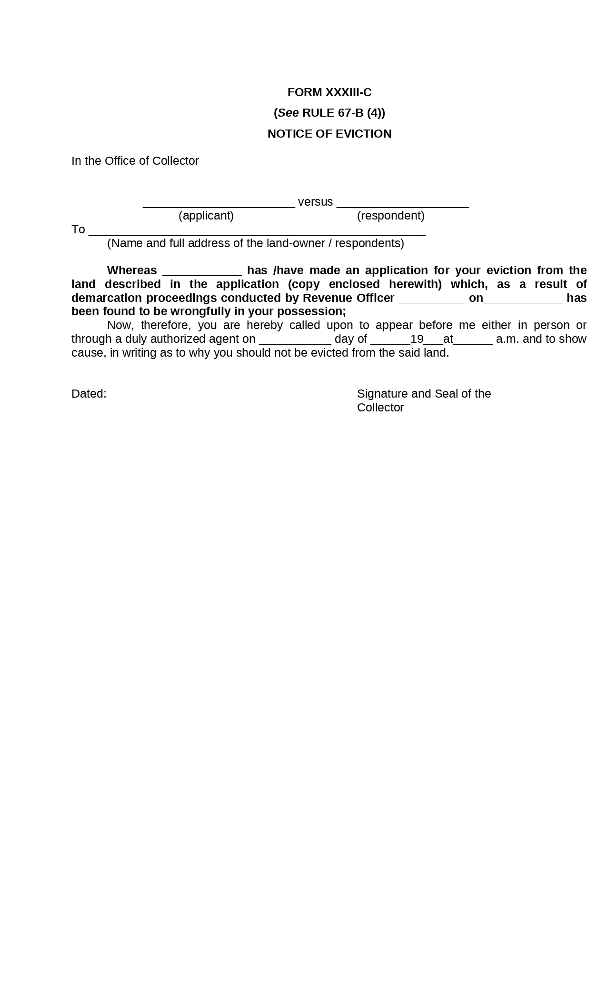 FORM XXXIII-C
(See RULE 67-B (4))
NOTICE OF EVICTION
In the Office of Collector
_______________________ versus ____________________
(applicant) (respondent)
To ___________________________________________________
(Name and full address of the land-owner / respondents)
Whereas ____________ has /have made an application for your eviction from the
land described in the application (copy enclosed herewith) which, as a result of
demarcation proceedings conducted by Revenue Officer __________ on____________ has
been found to be wrongfully in your possession;
Now, therefore, you are hereby called upon to appear before me either in person or
through a duly authorized agent on ___________ day of ______19___at______ a.m. and to show
cause, in writing as to why you should not be evicted from the said land.
Dated: Signature and Seal of the
Collector